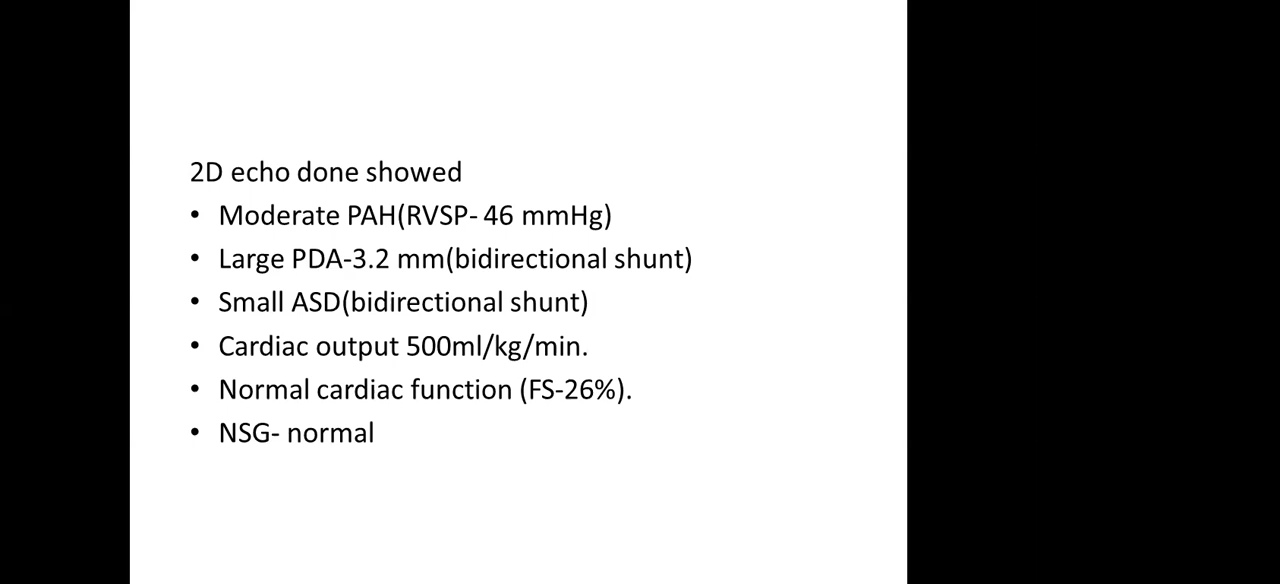 2D echo done showed
• Moderate PAH(RVSP- 46 mmHg)
• Large PDA-3.2 mm(bidirectional shunt)
• Small ASD(bidirectional shunt)
• Cardiac output 500ml/kg/min.
• Normal cardiac function (FS-26%).
• NSG- normal